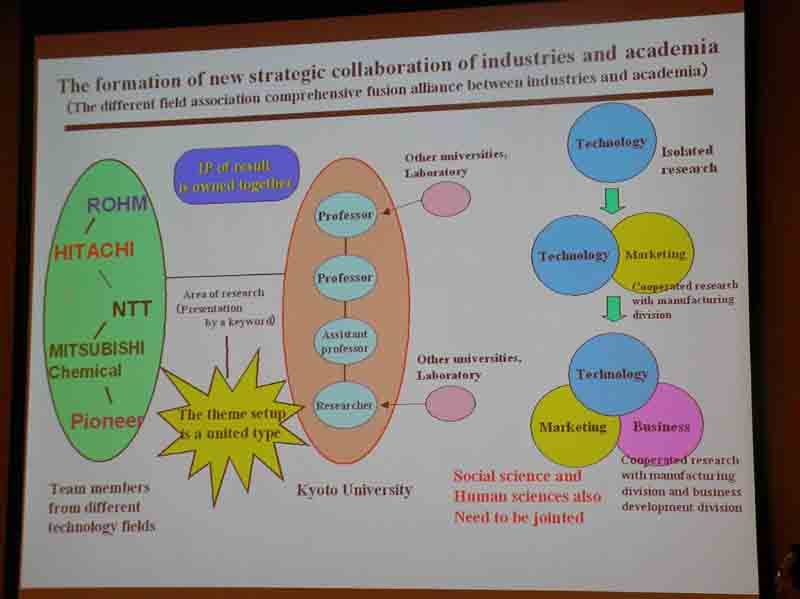 The formation of new strategic collaboration of industries and academia
(The different field association comprehensive fusion alliance between industries and academia)
ROHM
HITACHI
NTT
MITSUBISHI
Chemical
Pioneer
Team members
from different
technology fields
IP of result
is owned together
Area of research
(Presentation
by a keyword)
The theme setup
is a united type
Professor
Professor
Assistant
professor
Researcher
Kyoto University
Other universities,
Laboratory
Other universities,
Laboratory
Technology
Isolated
research
Technology
Marketing
Cooperated research
with manufacturing
division
Technology
Marketing
Business
Cooperated research
with manufacturing
division and business
development division
Social science and
Human sciences also
Need to be jointed